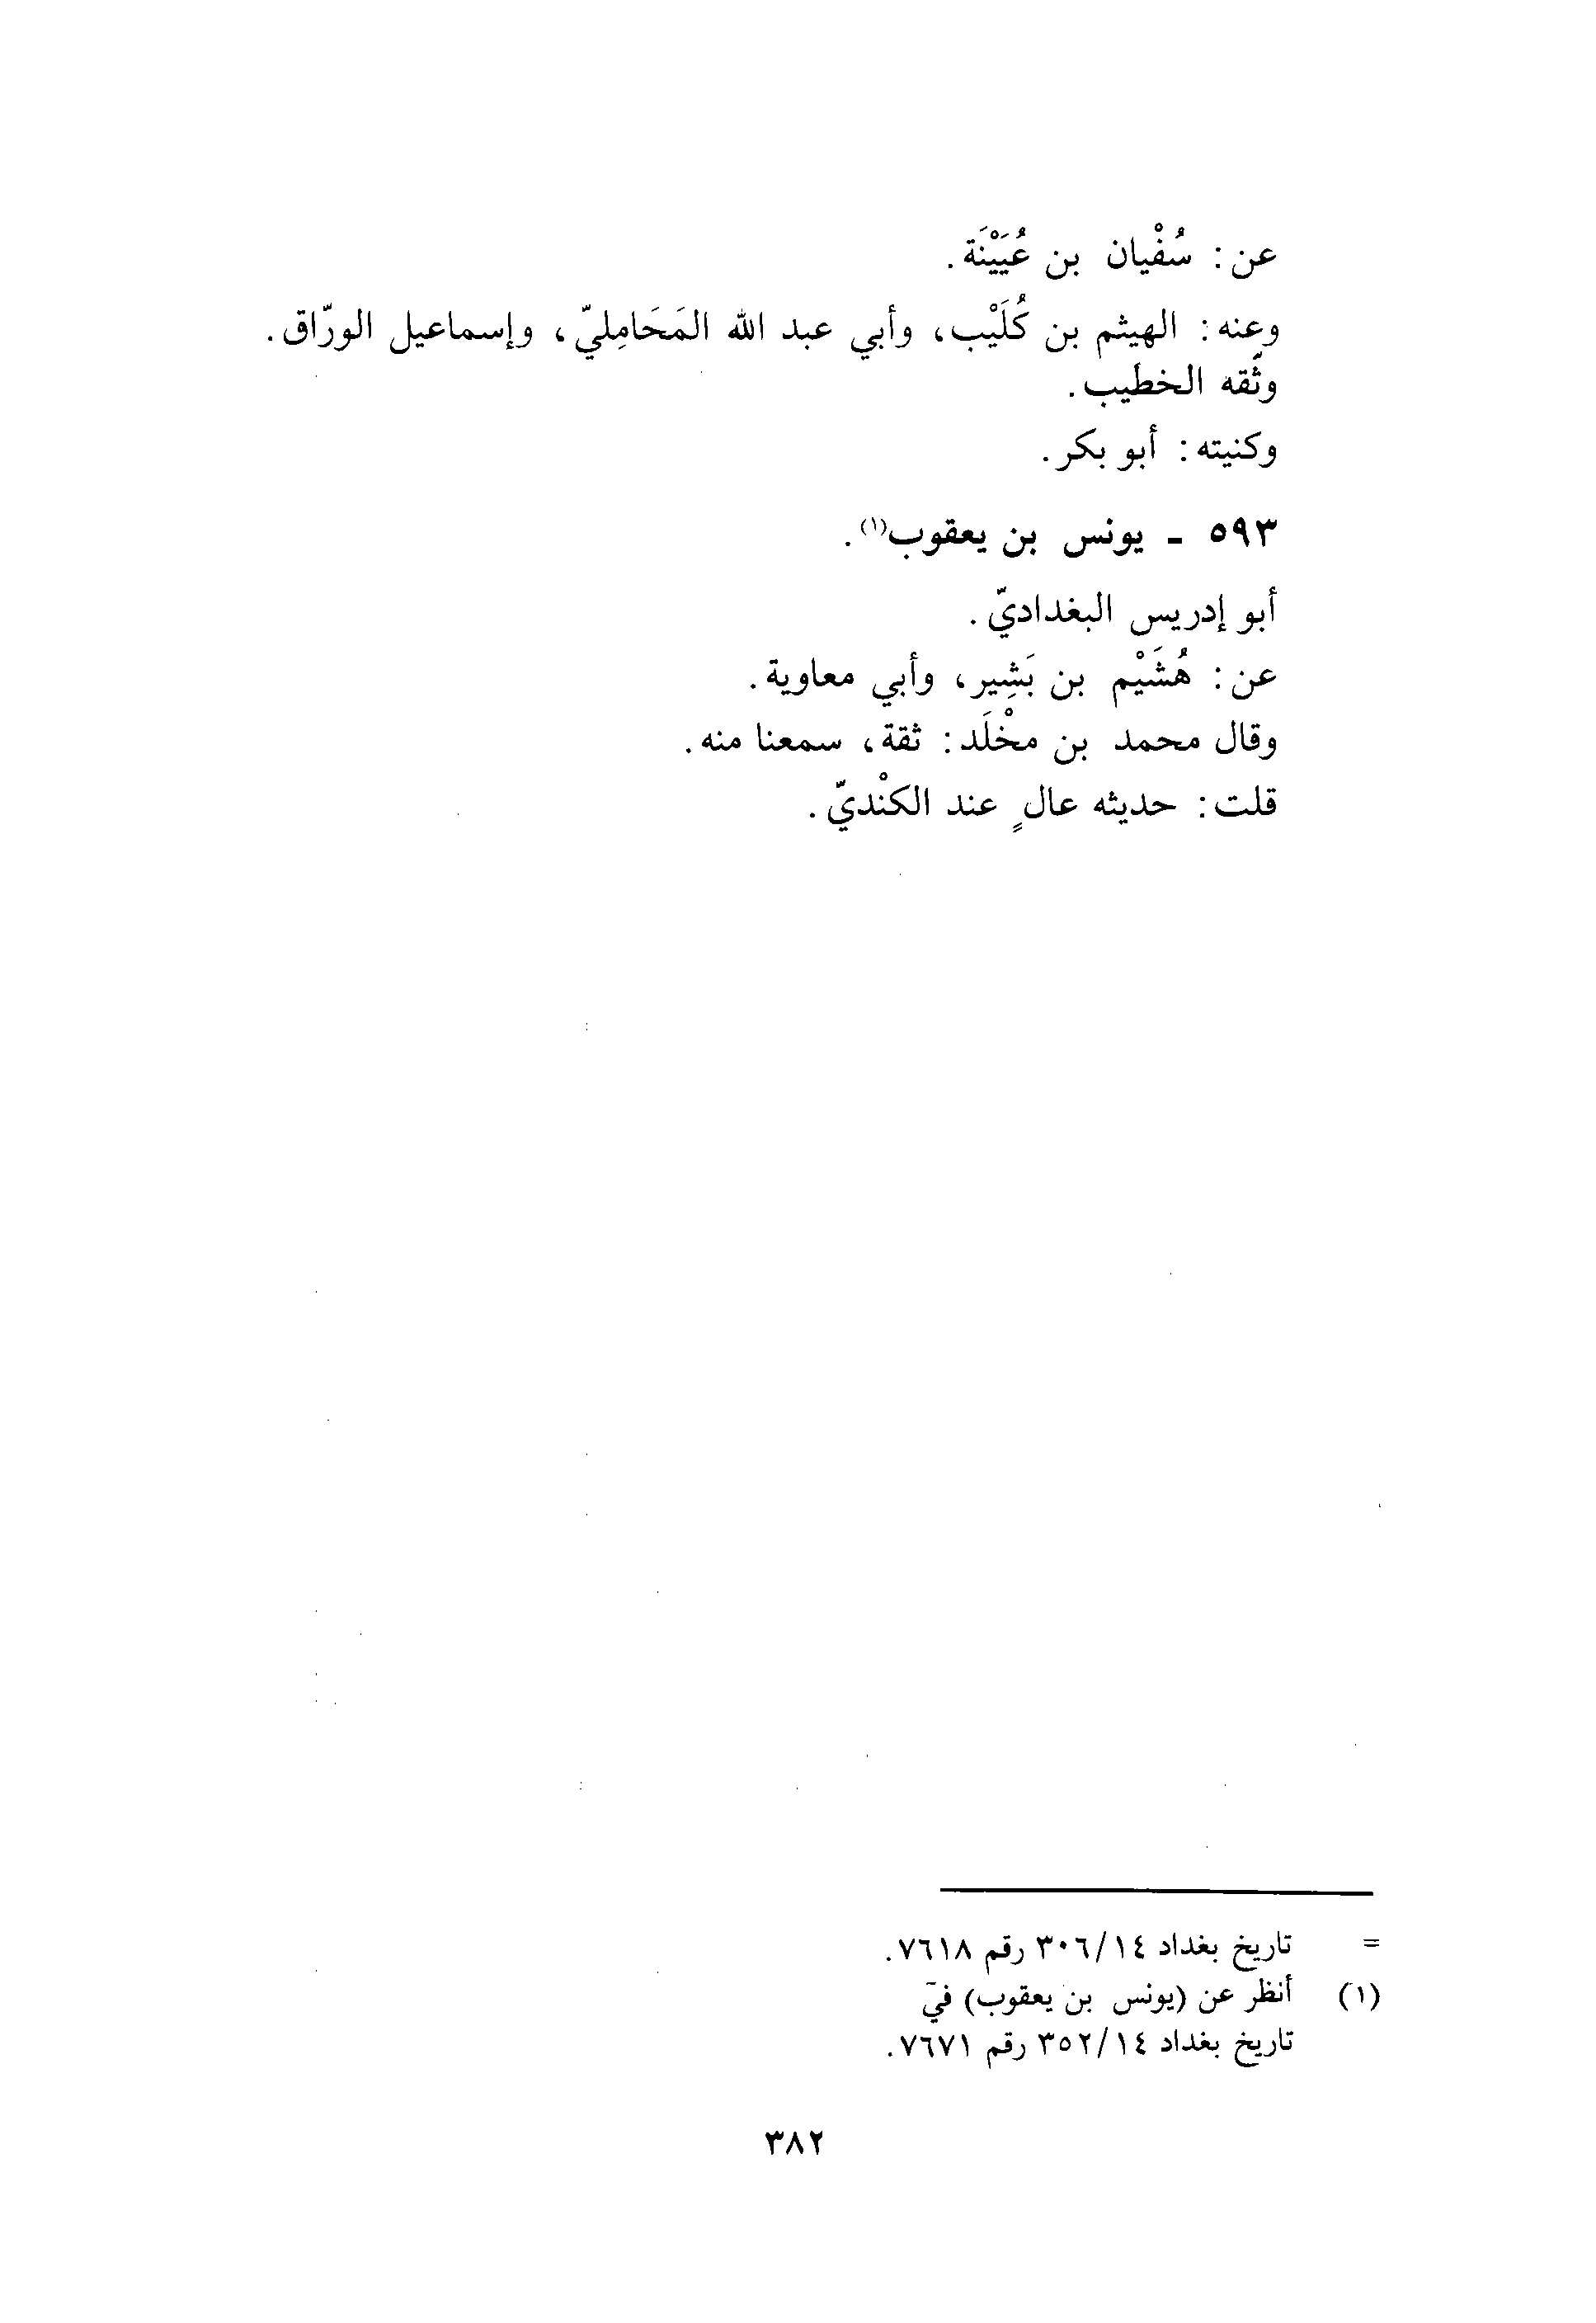 عن: سُفْيان بن عُيَيْنَة.
وعنه: الهيثم بن كُلَيْب، وأبي عبد الله المَحَامِليّ، وإسماعيل الورّاق.
وثّقه الخطيب.
وكنيته: أبو بكر.
٥٩٣ - يونس بن يعقوب(١).
أبو إدريس البغداديّ.
عن: هُشَيْم بن بَشِير، وأبي معاوية.
وقال محمد بن مخْلَد: ثقة، سمعنا منه.
قلت: حديثه عالٍ عند الكنْديّ.
= تاريخ بغداد ١٤/٣٠٦ رقم ٧٦١٨.
(١) أنظر عن (يونس بن يعقوب) في
تاريخ بغداد ١٤/٣٥٢ رقم ٧٦٧١.
٣٨٢